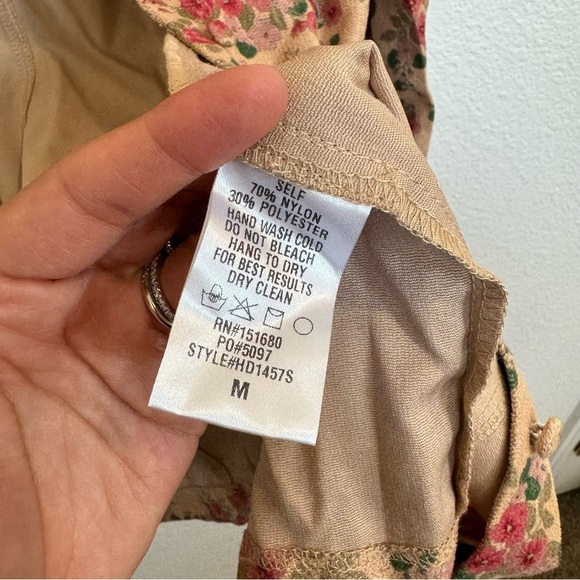 SELF
70% NYLON
30% POLYESTER
HAND WASH COLD
DO NOT BLEACH
HANG TO DRY
FOR BEST RESULTS
DRY CLEAN
RN#151680
PO#5097
STYLE#HD1457S
M